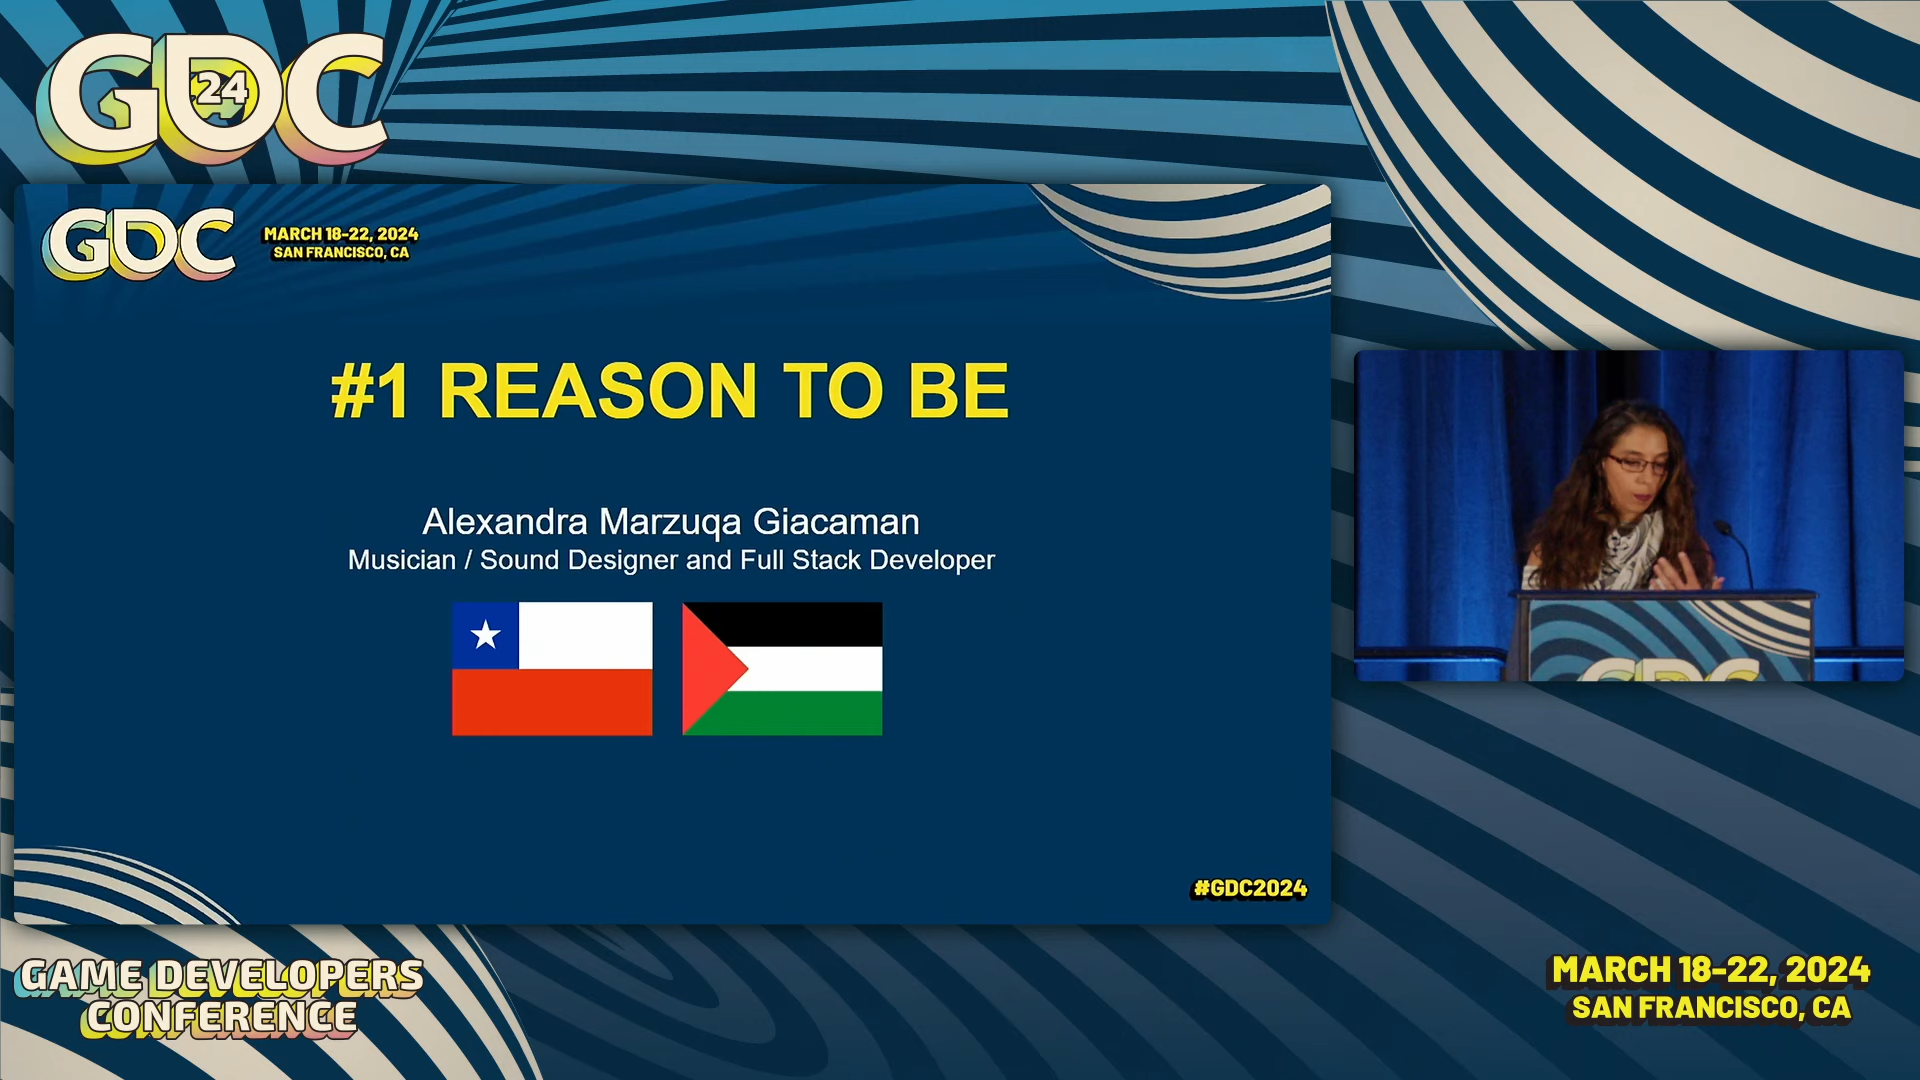 GDC
24
GDC
MARCH 18-22, 2024
SAN FRANCISCO, CA
#1 REASON TO BE
Alexandra Marzuqa Giacaman
Musician / Sound Designer and Full Stack Developer
#GDC2024
GDC
GAME DEVELOPERS
CONFERENCE
MARCH 18-22, 2024
SAN FRANCISCO, CA